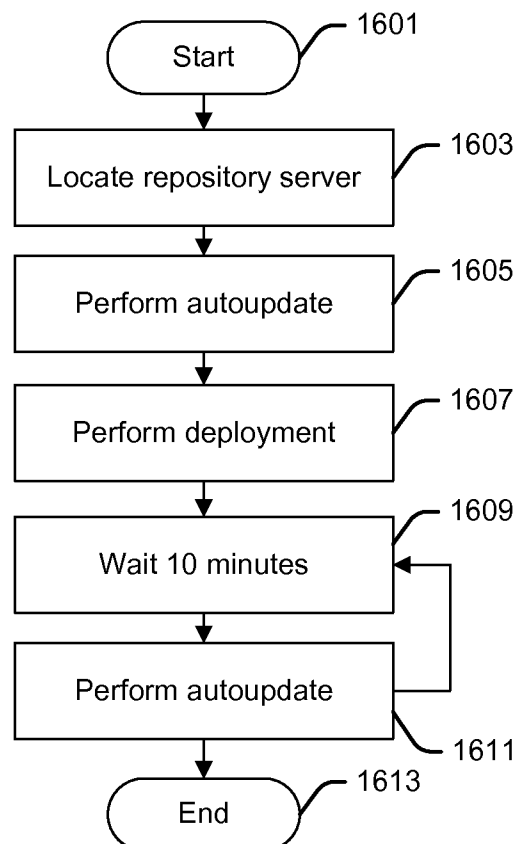 Start
1601
Locate repository server
1603
Perform autoupdate
1605
Perform deployment
1607
Wait 10 minutes
1609
Perform autoupdate
1611
End
1613